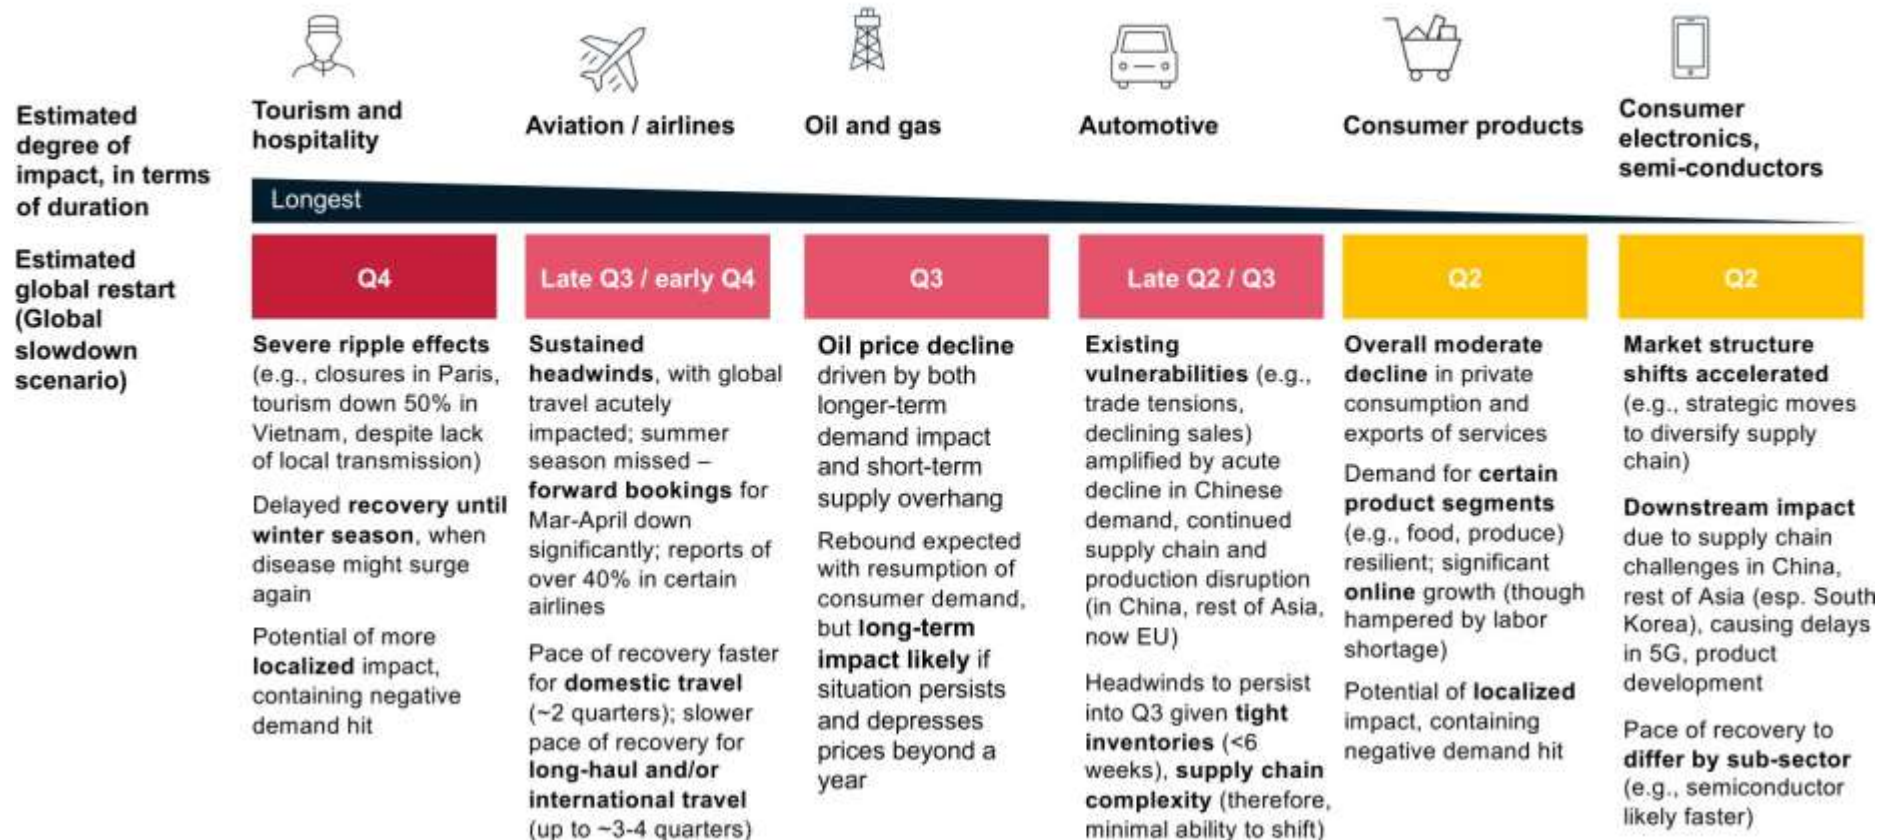 Estimated
degree of
impact, in terms
of duration
Tourism and
hospitality
Aviation / airlines
Oil and gas
Automotive
Consumer products
Consumer
electronics,
semi-conductors
Longest
Estimated
global restart
(Global
slowdown
scenario)
Q4
Late Q3 / early Q4
Q3
Late Q2 / Q3
Q2
Q2
Severe ripple effects
(e.g., closures in Paris,
tourism down 50% in
Vietnam, despite lack
of local transmission)
Delayed recovery until
winter season, when
disease might surge
again
Potential of more
localized impact,
containing negative
demand hit
Sustained
headwinds, with global
travel acutely
impacted; summer
season missed –
forward bookings for
Mar-April down
significantly; reports of
over 40% in certain
airlines
Pace of recovery faster
for domestic travel
(~2 quarters); slower
pace of recovery for
long-haul and/or
international travel
(up to ~3-4 quarters)
Oil price decline
driven by both
longer-term
demand impact
and short-term
supply overhang
Rebound expected
with resumption of
consumer demand,
but long-term
impact likely if
situation persists
and depresses
prices beyond a
year
Existing
vulnerabilities (e.g.,
trade tensions,
declining sales)
amplified by acute
decline in Chinese
demand, continued
supply chain and
production disruption
(in China, rest of Asia,
now EU)
Headwinds to persist
into Q3 given tight
inventories (<6
weeks), supply chain
complexity (therefore,
minimal ability to shift)
Overall moderate
decline in private
consumption and
exports of services
Demand for certain
product segments
(e.g., food, produce)
resilient; significant
online growth (though
hampered by labor
shortage)
Potential of localized
impact, containing
negative demand hit
Market structure
shifts accelerated
(e.g., strategic moves
to diversify supply
chain)
Downstream impact
due to supply chain
challenges in China,
rest of Asia (esp. South
Korea), causing delays
in 5G, product
development
Pace of recovery to
differ by sub-sector
(e.g., semiconductor
likely faster)